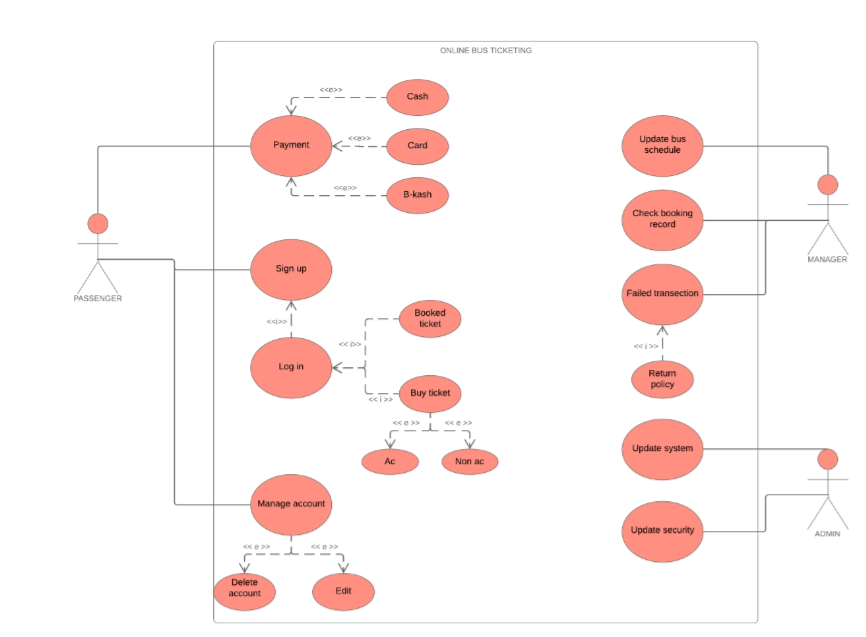 ONLINE BUS TICKETING
<<e>>
Cash
Payment
<<e>>
Card
<<e>>
B-kash
Update bus
schedule
Check booking
record
MANAGER
PASSENGER
Sign up
Failed transection
<<i>>
Booked
ticket
<< i>>
Log in
<< i >>
Return
policy
Buy ticket
<< i >>
<< e >>
<< e >>
Ac
Non ac
Update system
Manage account
Update security
ADMIN
<< e >>
<< e >>
Delete
account
Edit